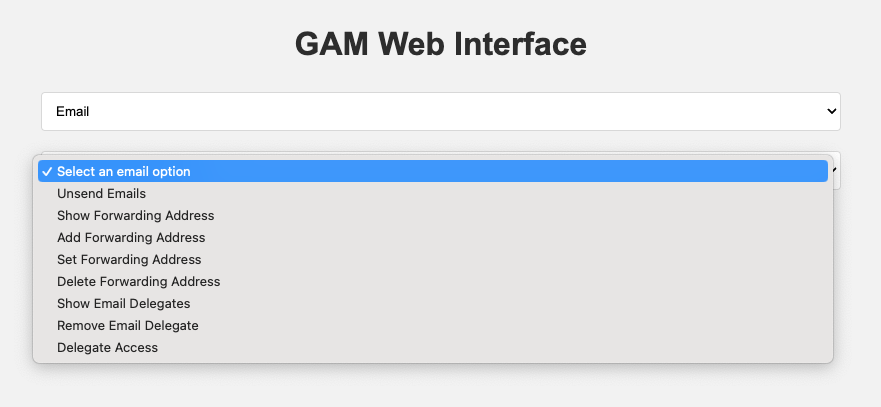 GAM Web Interface
Email
Select an email option
Unsend Emails
Show Forwarding Address
Add Forwarding Address
Set Forwarding Address
Delete Forwarding Address
Show Email Delegates
Remove Email Delegate
Delegate Access